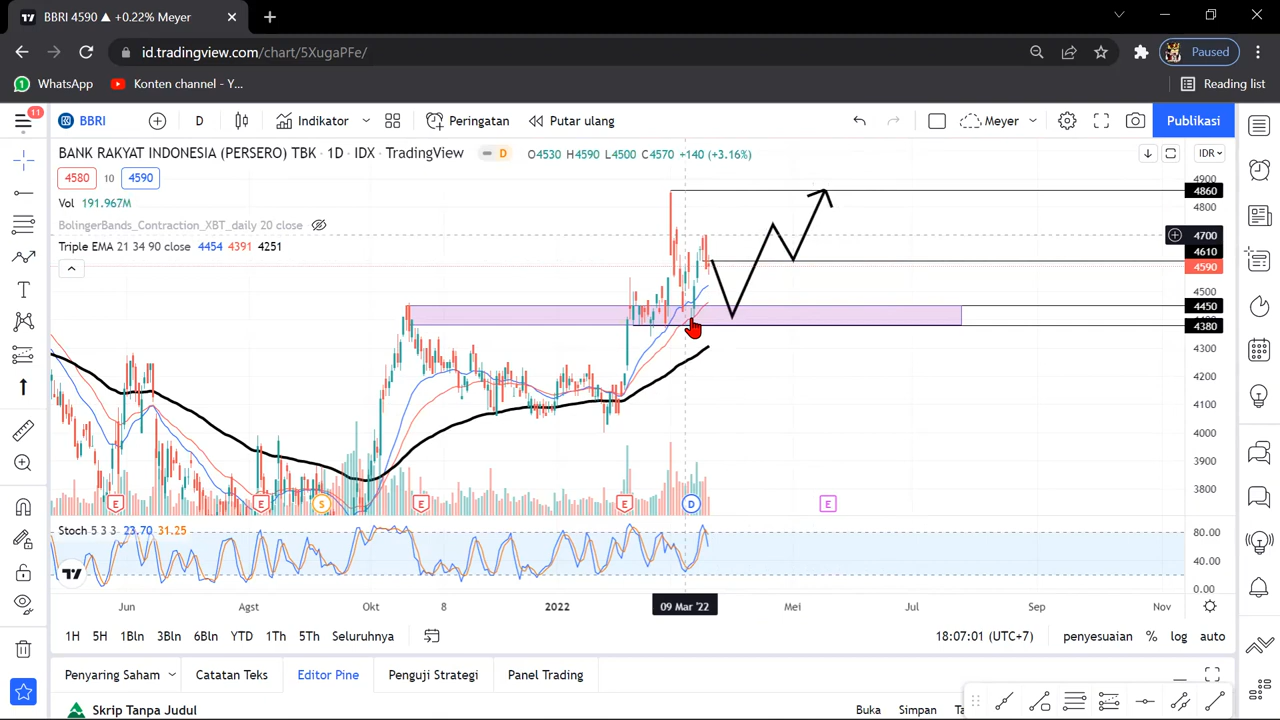 BBRI 4590 ▲ +0.22% Meyer
id.tradingview.com/chart/5XugaPFe/
Paused
WhatsApp
Konten channel - Y...
Reading list
11
BBRI
D
Indikator
Peringatan
Putar ulang
Meyer
Publikasi
BANK RAKYAT INDONESIA (PERSERO) TBK · 1D · IDX · TradingView
D
O4530 H4590 L4500 C4570 +140 (+3.16%)
IDR
4580
10
4590
Vol 191.967M
BolingerBands_Contraction_XBT_daily 20 close
Triple EMA 21 34 90 close 4454 4391 4251
4900
4860
4800
4700
4610
4590
4500
4450
4380
4300
4200
4100
4000
3900
3800
E
E
S
E
E
D
E
Stoch 5 3 3 23.70 31.25
80.00
40.00
0.00
Jun
Agst
Okt
8
2022
09 Mar '22
Mei
Jul
Sep
Nov
1H
5H
1Bln
3Bln
6Bln
YTD
1Th
5Th
Seluruhnya
18:07:01 (UTC+7)
penyesuaian
%
log
auto
Penyaring Saham
Catatan Teks
Editor Pine
Penguji Strategi
Panel Trading
Skrip Tanpa Judul
Buka
Simpan